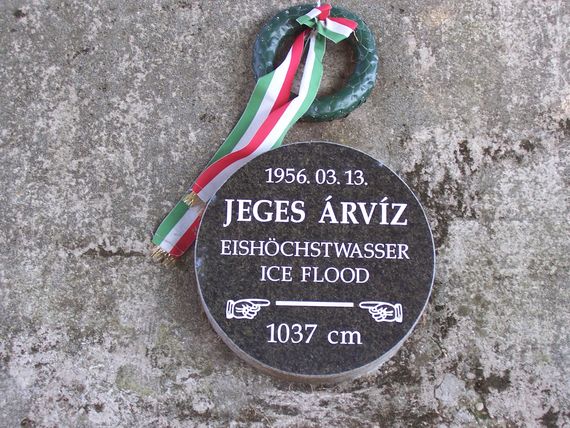 1956. 03. 13.
JEGES ÁRVÍZ
EISHÖCHSTWASSER
ICE FLOOD
1037 cm